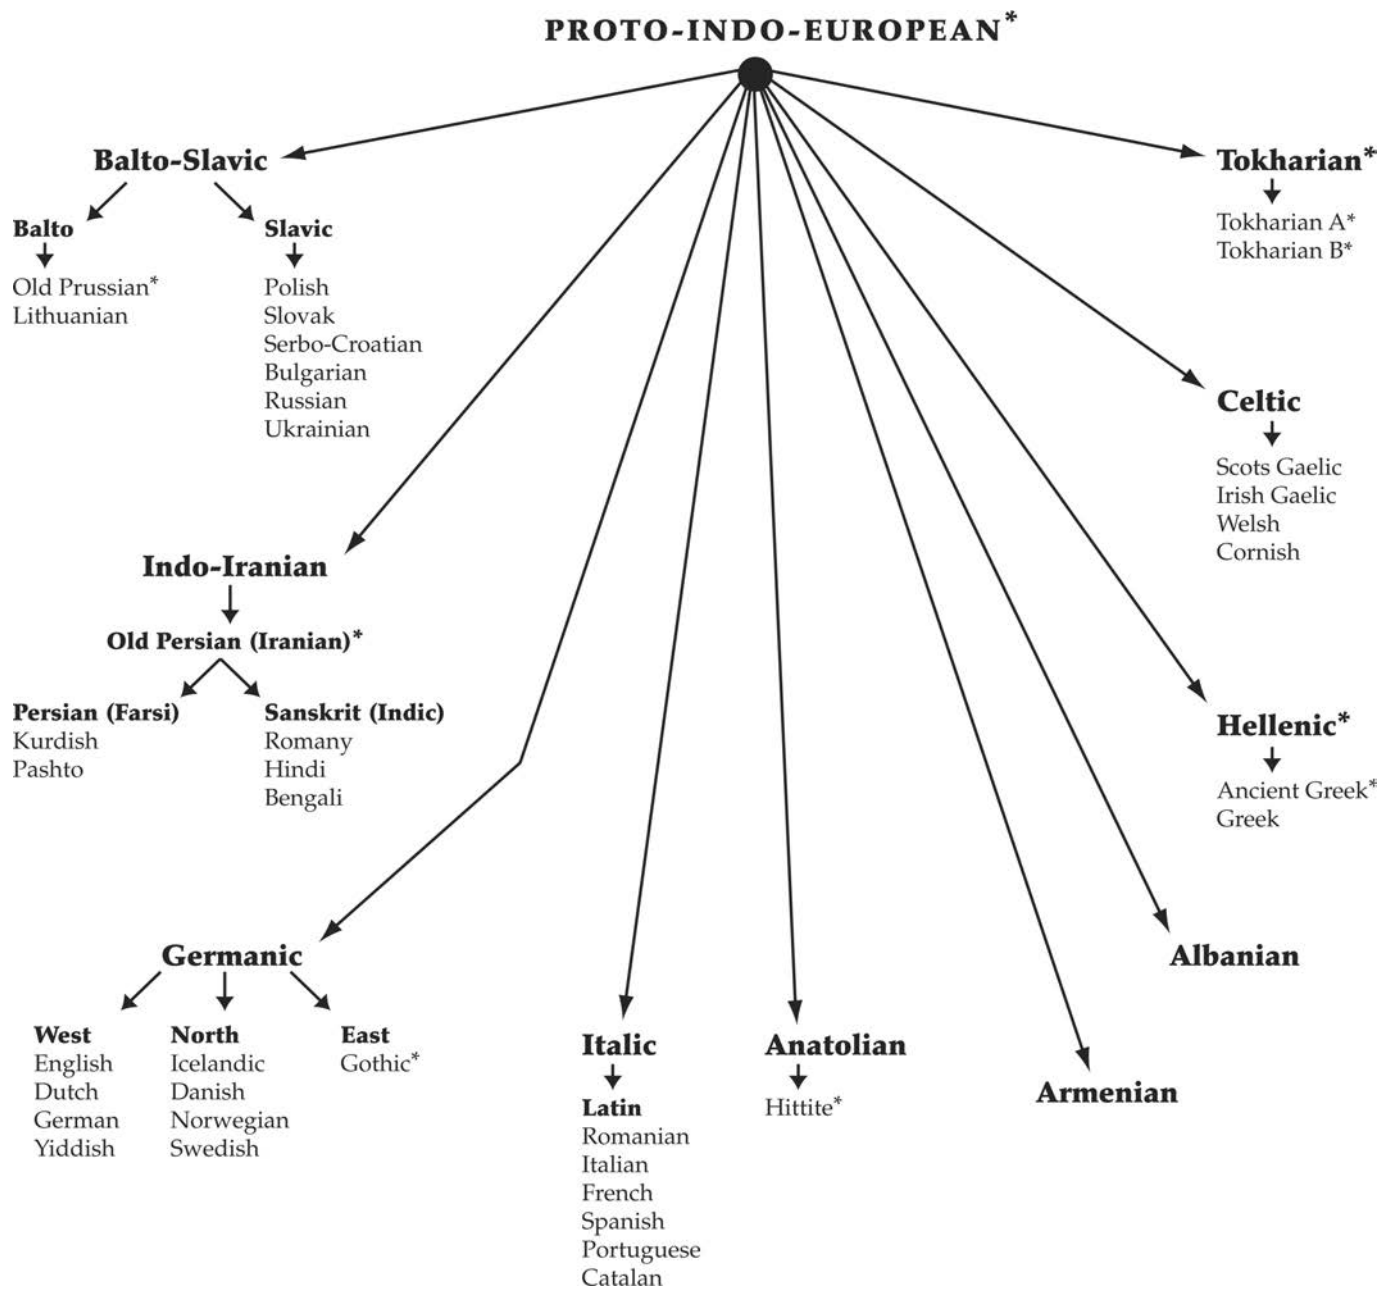 PROTO-INDO-EUROPEAN*
Balto-Slavic
Balto
Old Prussian*
Lithuanian
Slavic
Polish
Slovak
Serbo-Croatian
Bulgarian
Russian
Ukrainian
Indo-Iranian
Old Persian (Iranian)*
Persian (Farsi)
Kurdish
Pashto
Sanskrit (Indic)
Romany
Hindi
Bengali
Germanic
West
English
Dutch
German
Yiddish
North
Icelandic
Danish
Norwegian
Swedish
East
Gothic*
Italic
Latin
Romanian
Italian
French
Spanish
Portuguese
Catalan
Anatolian
Hittite*
Armenian
Albanian
Hellenic*
Ancient Greek*
Greek
Celtic
Scots Gaelic
Irish Gaelic
Welsh
Cornish
Tokharian*
Tokharian A*
Tokharian B*